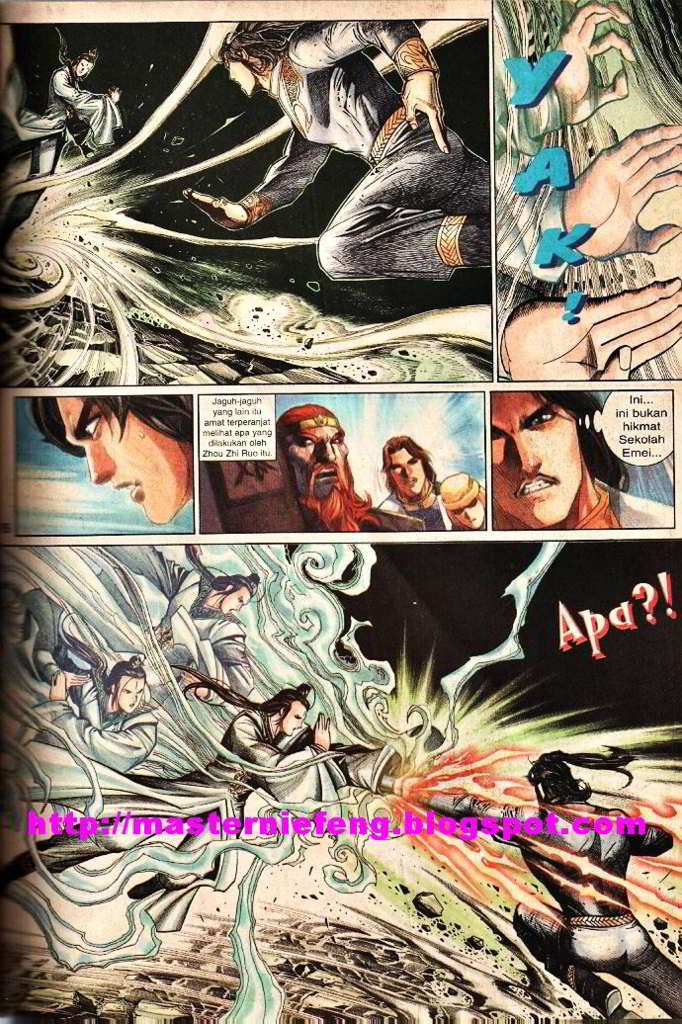 YAK!
Jaguh-jaguh
yang lain itu
amat terperanjat
melihat apa yang
dilakukan oleh
Zhou Zhi Ruo itu.
Ini...
ini bukan
hikmat
Sekolah
Emei...
Apa?!
http://masterniefeng.blogspot.com